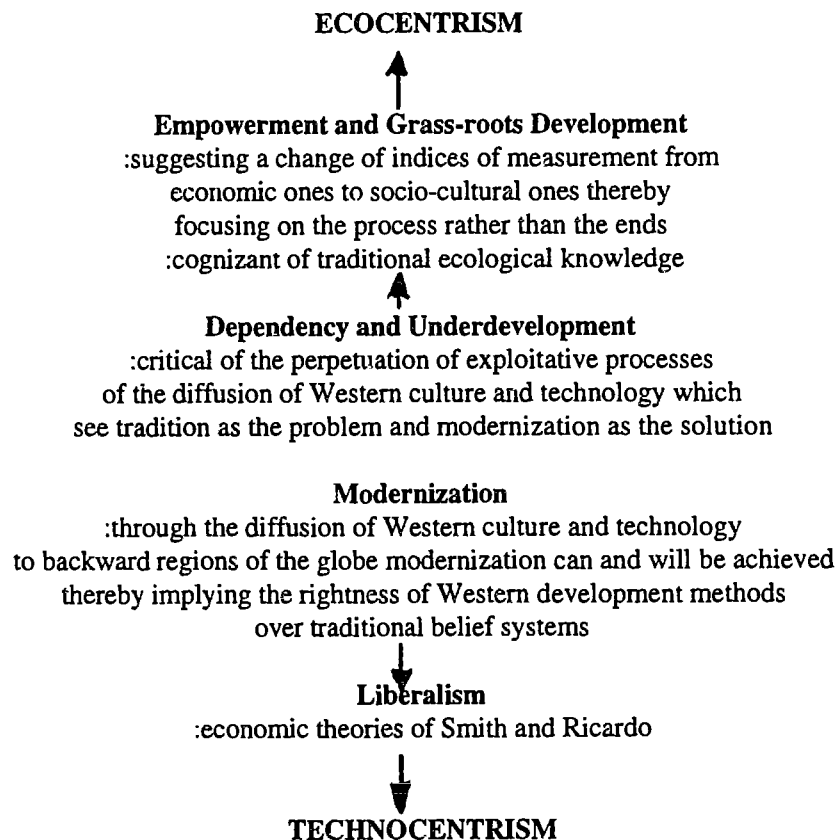 ECOCENTRISM
Empowerment and Grass-roots Development
:suggesting a change of indices of measurement from
economic ones to socio-cultural ones thereby
focusing on the process rather than the ends
:cognizant of traditional ecological knowledge
Dependency and Underdevelopment
:critical of the perpetuation of exploitative processes
of the diffusion of Western culture and technology which
see tradition as the problem and modernization as the solution
Modernization
:through the diffusion of Western culture and technology
to backward regions of the globe modernization can and will be achieved
thereby implying the rightness of Western development methods
over traditional belief systems
Liberalism
:economic theories of Smith and Ricardo
TECHNOCENTRISM